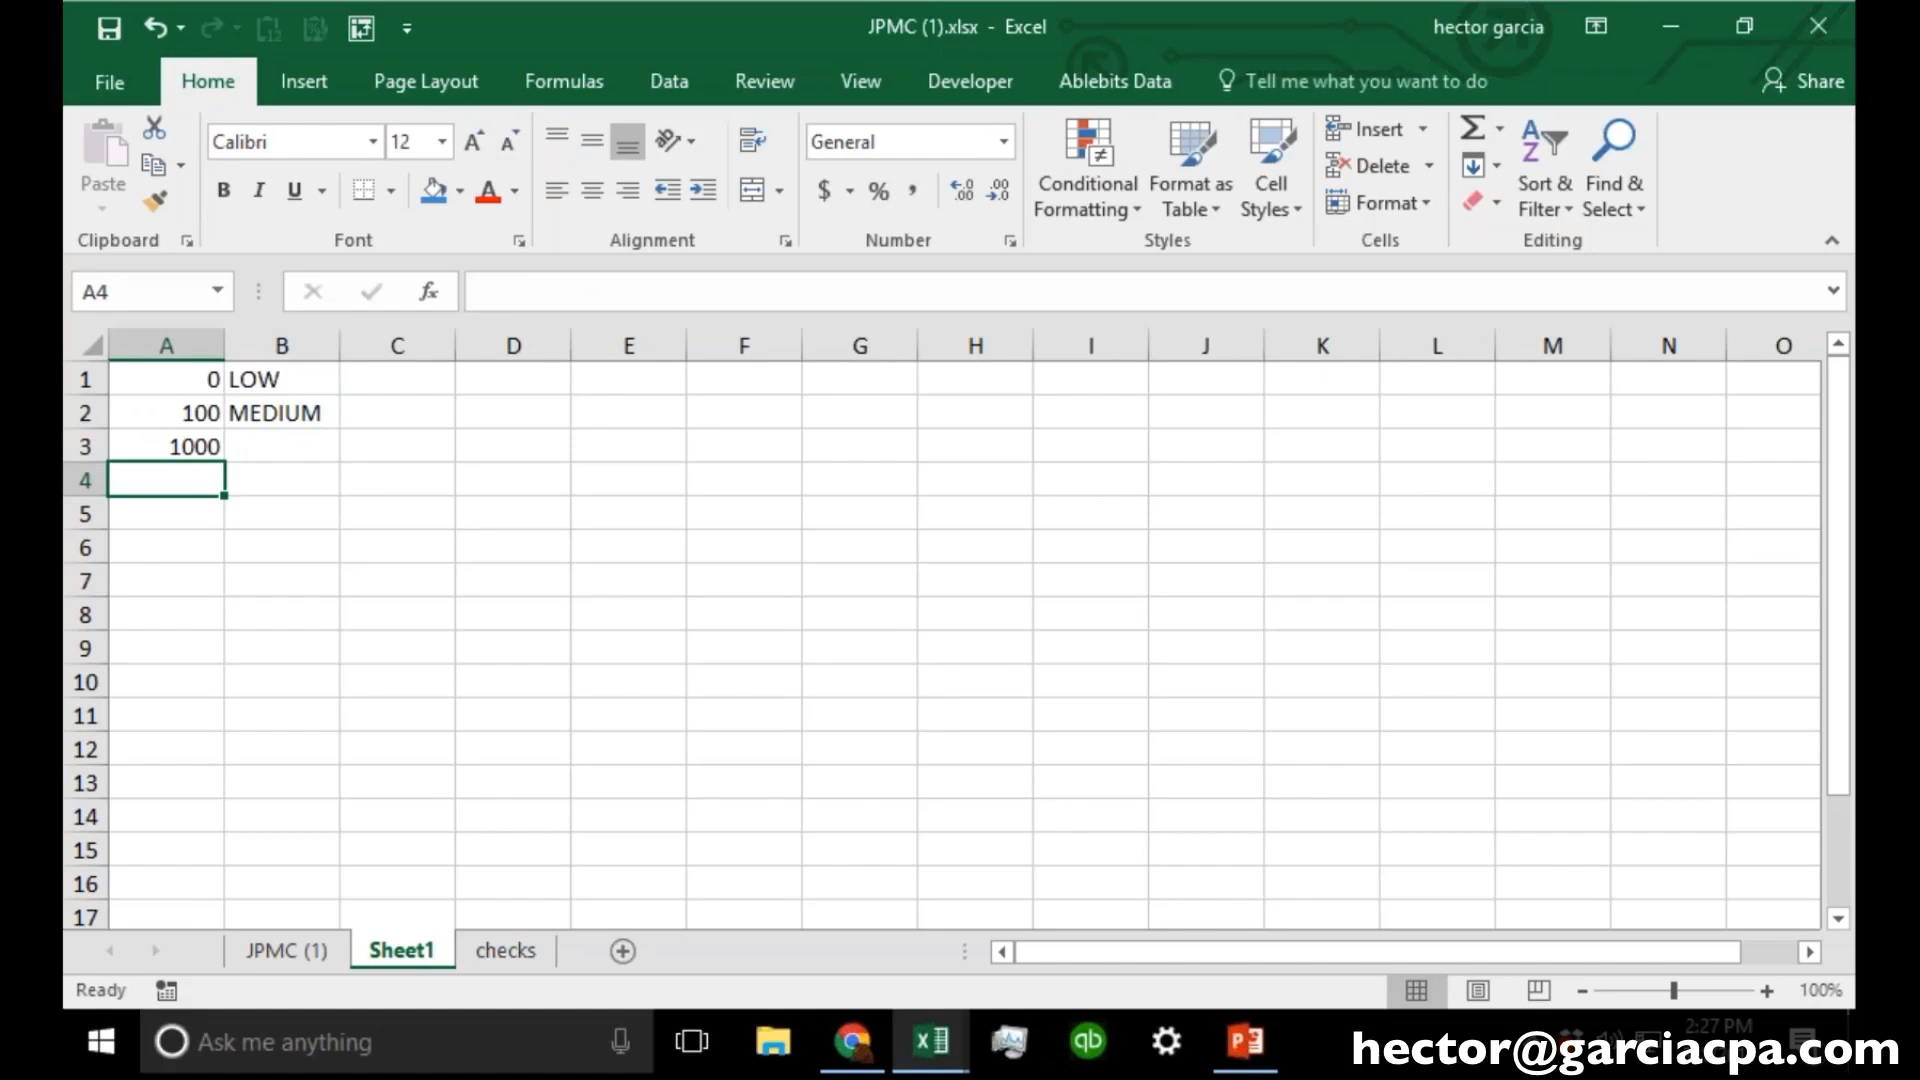 JPMC (1).xlsx - Excel
hector garcia
File Home Insert Page Layout Formulas Data Review View Developer Ablebits Data Tell me what you want to do Share
Paste
Clipboard
Calibri 12
B I U
Font
Alignment
General
$ % ,
Number
Conditional Formatting
Format as Table
Cell Styles
Styles
Insert
Delete
Format
Cells
Sort & Filter
Find & Select
Editing
A4
fx
A B C D E F G H I J K L M N O
1 0 LOW
2 100 MEDIUM
3 1000
4
5
6
7
8
9
10
11
12
13
14
15
16
17
JPMC (1) Sheet1 checks
Ready
100%
Ask me anything
2:27 PM
hector@garciacpa.com